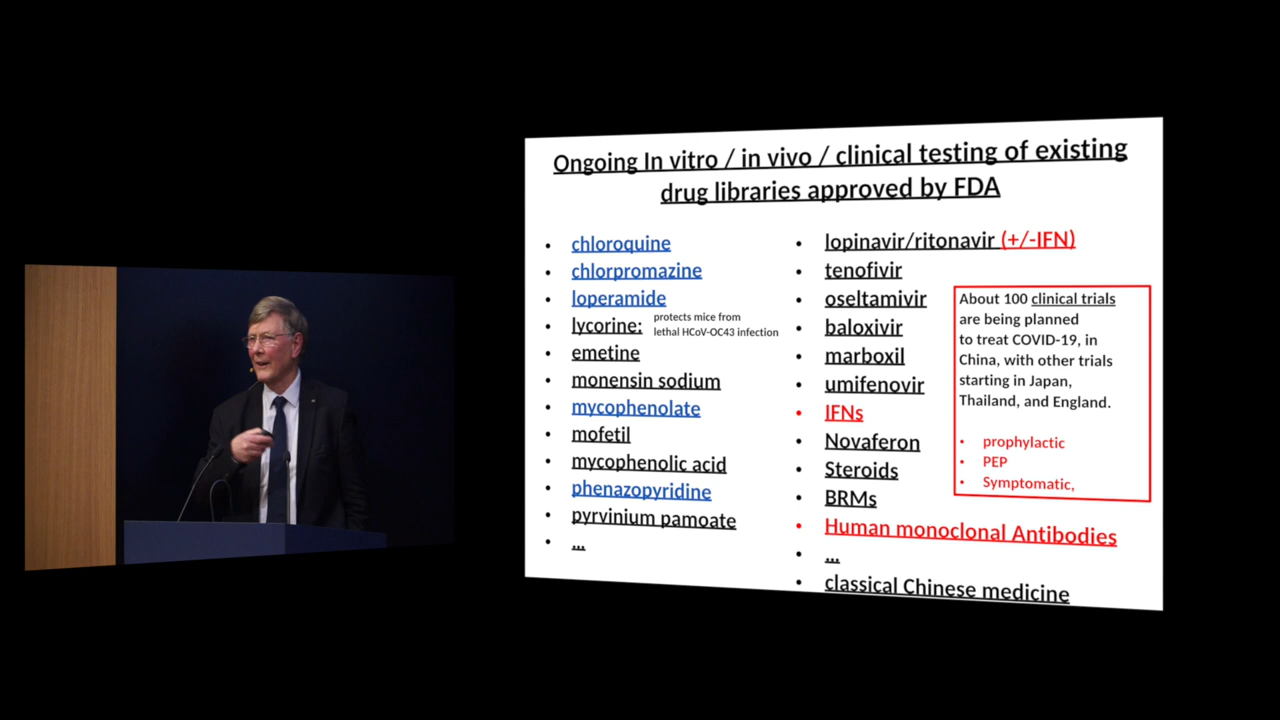 Ongoing In vitro / in vivo / clinical testing of existing
drug libraries approved by FDA
• chloroquine
• chlorpromazine
• loperamide
• lycorine: protects mice from
lethal HCoV-OC43 infection
• emetine
• monensin sodium
• mycophenolate
• mofetil
• mycophenolic acid
• phenazopyridine
• pyrvinium pamoate
• ...
• lopinavir/ritonavir (+/-IFN)
• tenofivir
• oseltamivir
• baloxivir
• marboxil
• umifenovir
• IFNs
• Novaferon
• Steroids
• BRMs
• Human monoclonal Antibodies
• ...
• classical Chinese medicine
About 100 clinical trials
are being planned
to treat COVID-19, in
China, with other trials
starting in Japan,
Thailand, and England.
• prophylactic
• PEP
• Symptomatic,